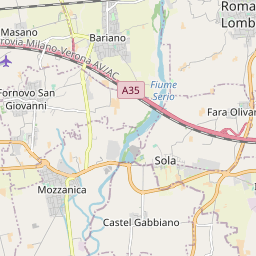 Roma
Lomb
Masano
Bariano
rovia Milano-Verona AV/AC
Fiume
Serio
A35
Fornovo San
Giovanni
Fara Olivan
Sola
Mozzanica
Castel Gabbiano